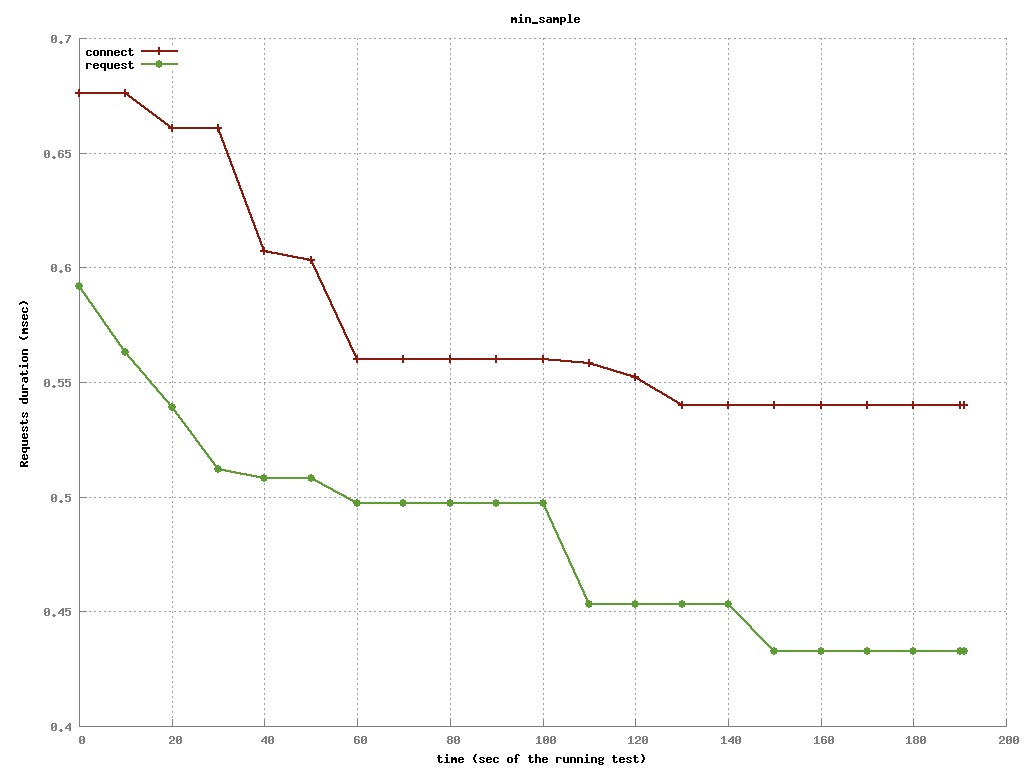 min_sample
connect
request
0.7
0.65
0.6
0.55
0.5
0.45
0.4
Requests duration (msec)
0 20 40 60 80 100 120 140 160 180 200
time (sec of the running test)